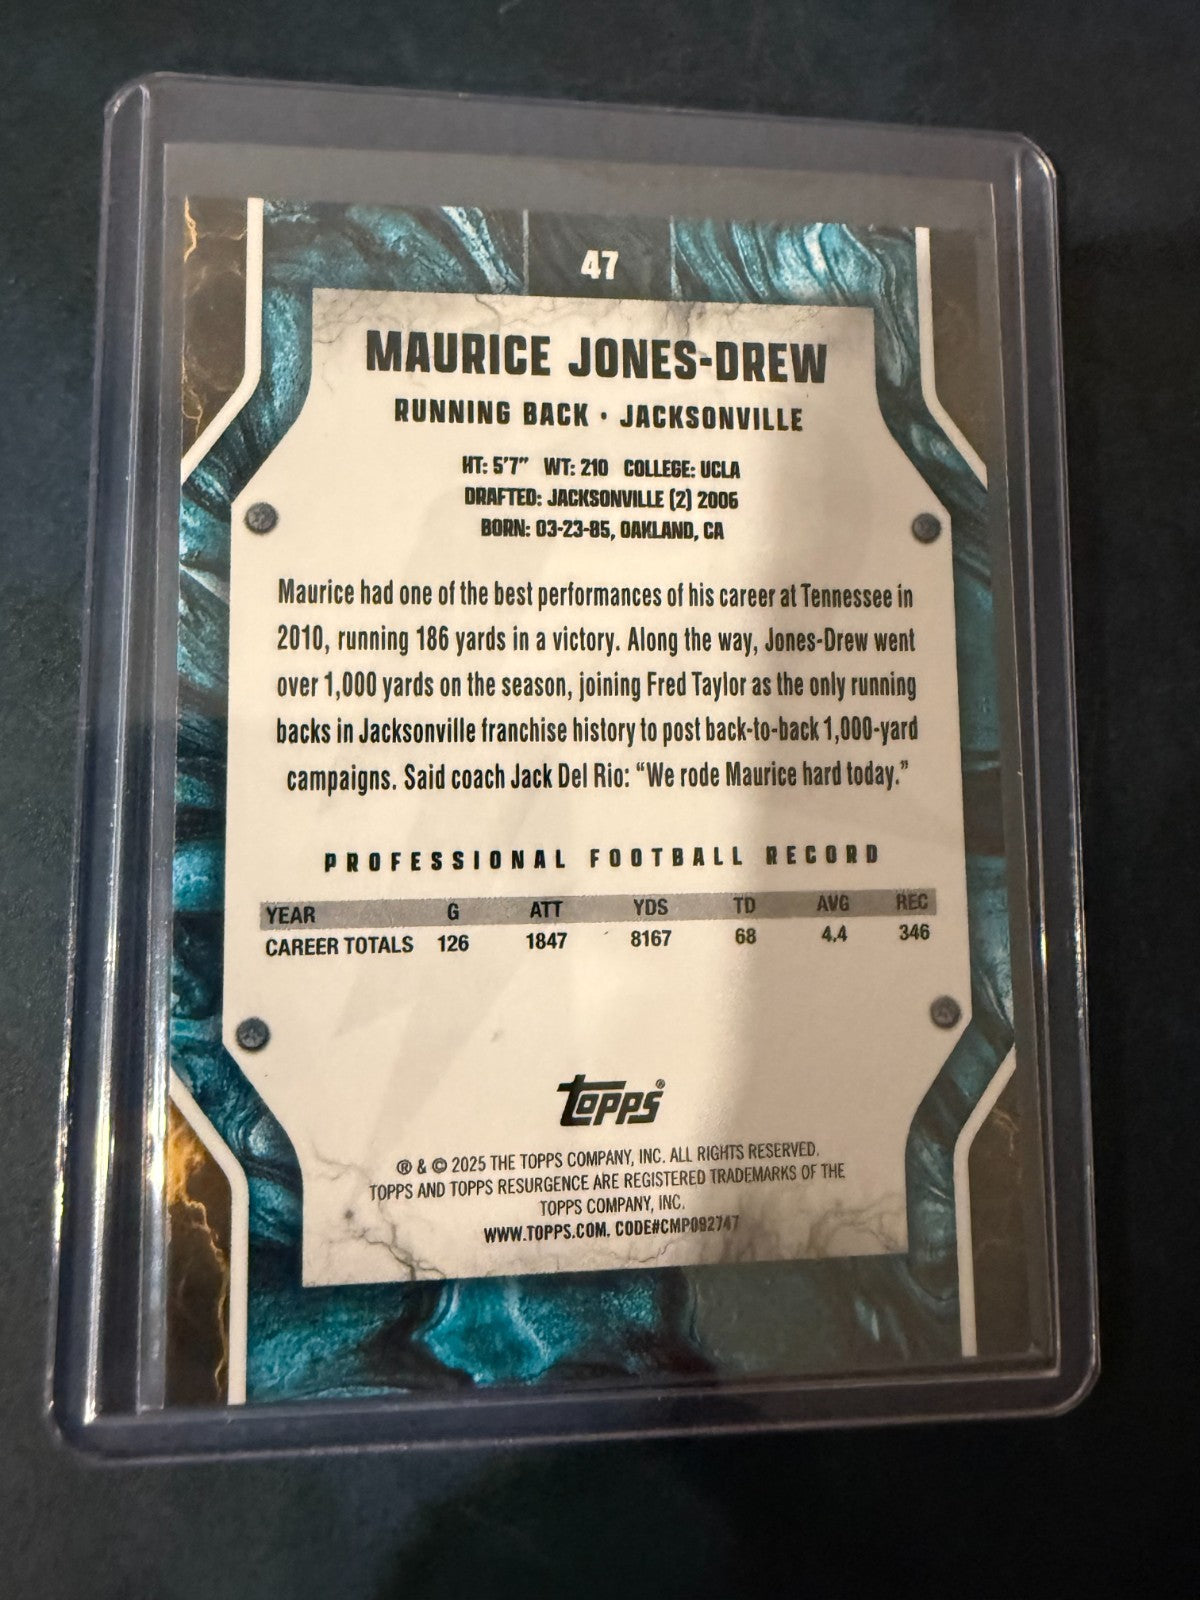 47
MAURICE JONES-DREW
RUNNING BACK • JACKSONVILLE
HT: 5'7" WT: 210 COLLEGE: UCLA
DRAFTED: JACKSONVILLE (2) 2006
BORN: 03-23-85, OAKLAND, CA
Maurice had one of the best performances of his career at Tennessee in
2010, running 186 yards in a victory. Along the way, Jones-Drew went
over 1,000 yards on the season, joining Fred Taylor as the only running
backs in Jacksonville franchise history to post back-to-back 1,000-yard
campaigns. Said coach Jack Del Rio: “We rode Maurice hard today.”
PROFESSIONAL FOOTBALL RECORD
YEAR G ATT YDS TD AVG REC
CAREER TOTALS 126 1847 8167 68 4.4 346
Topps®
® & © 2025 THE TOPPS COMPANY, INC. ALL RIGHTS RESERVED.
TOPPS AND TOPPS RESURGENCE ARE REGISTERED TRADEMARKS OF THE
TOPPS COMPANY, INC.
WWW.TOPPS.COM. CODE#CMP092747